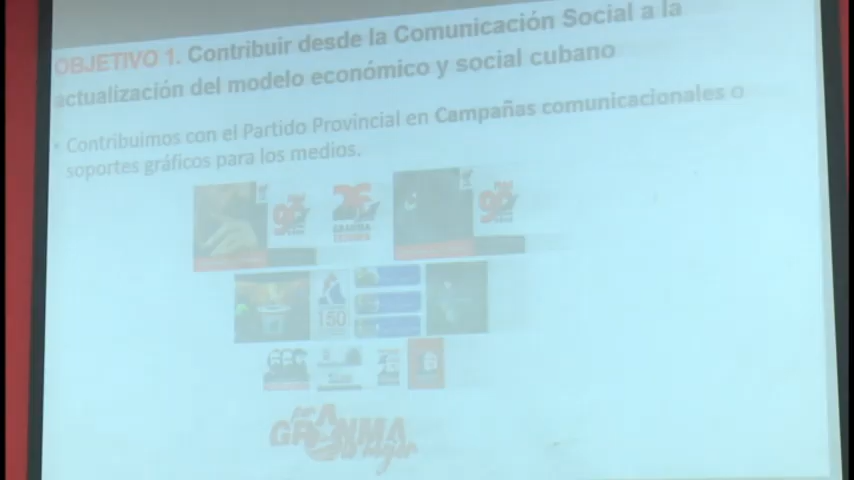 OBJETIVO 1. Contribuir desde la Comunicación Social a la
actualización del modelo económico y social cubano
• Contribuimos con el Partido Provincial en Campañas comunicacionales o
soportes gráficos para los medios.
GRANMA
150
GRANMA